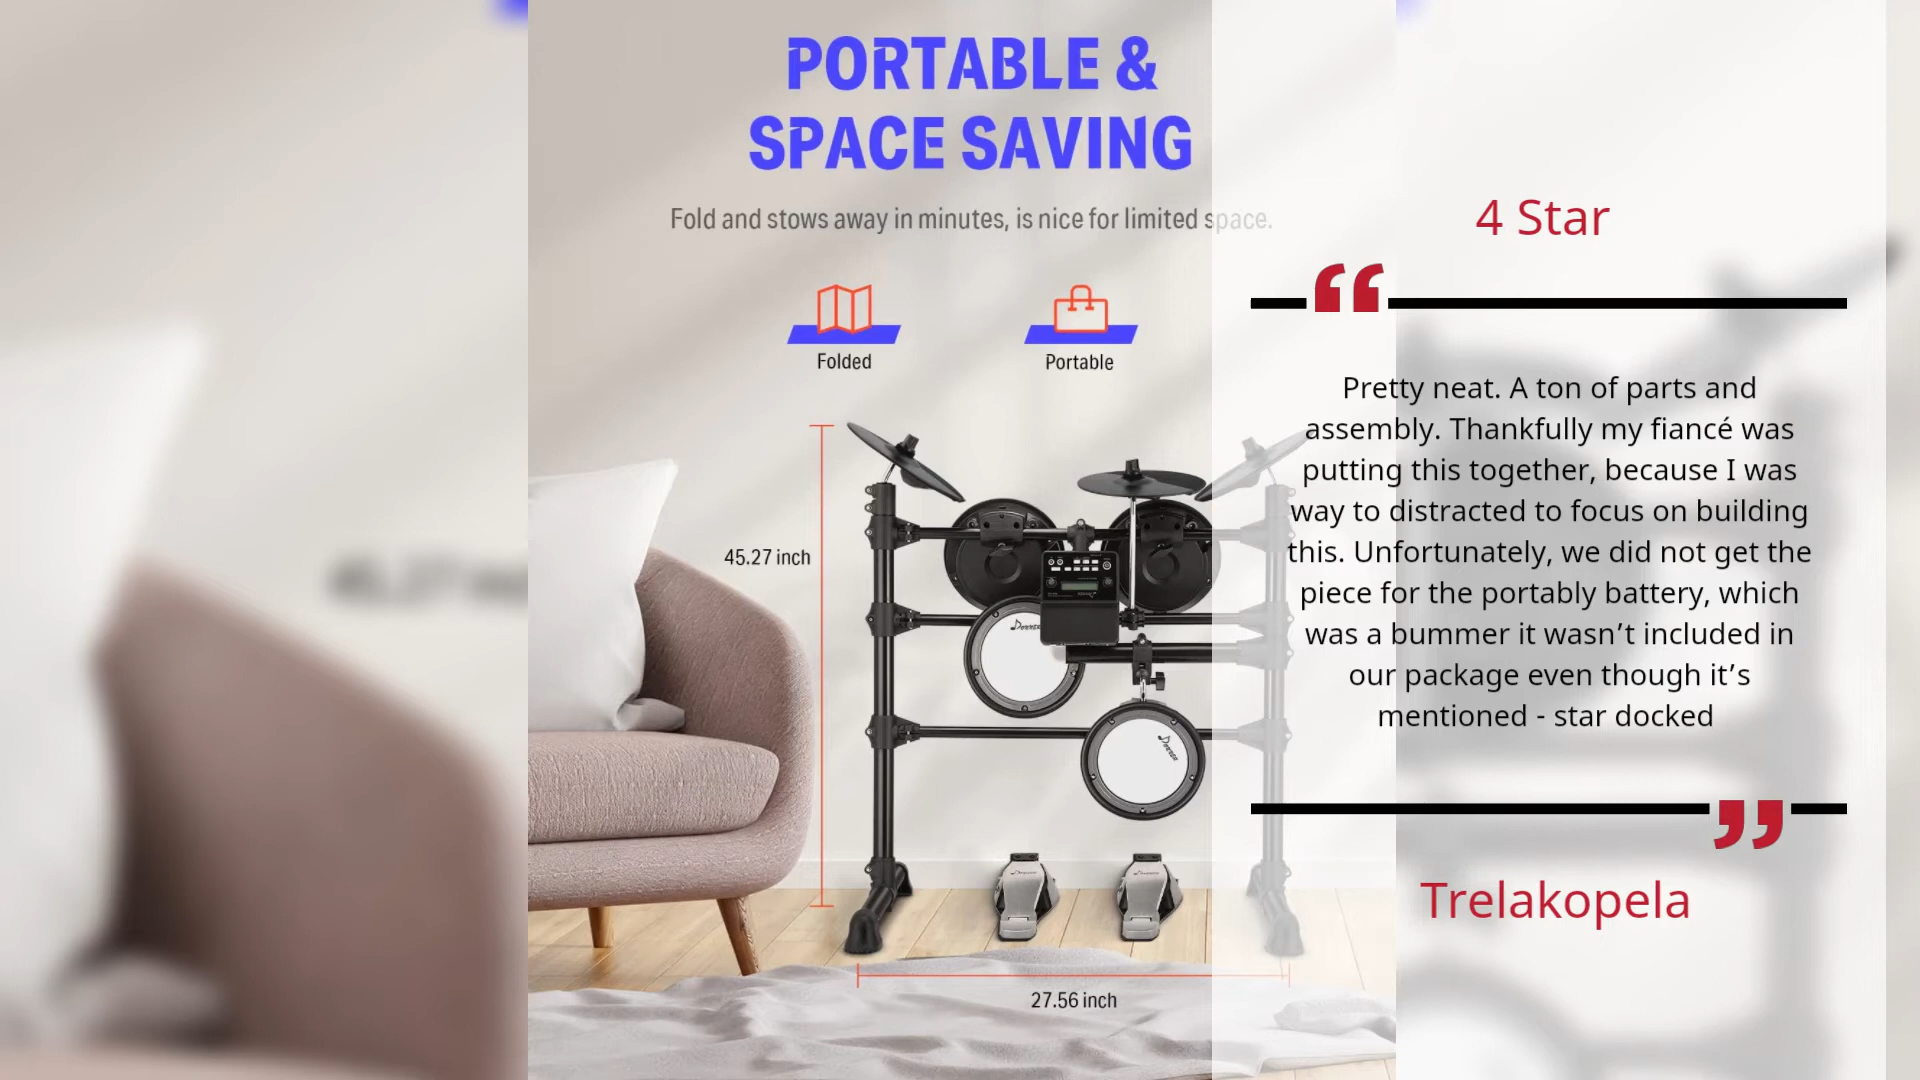 PORTABLE &
SPACE SAVING
Fold and stows away in minutes, is nice for limited space.
Folded
Portable
45.27 inch
27.56 inch
4 Star
“
Pretty neat. A ton of parts and
assembly. Thankfully my fiancé was
putting this together, because I was
way to distracted to focus on building
this. Unfortunately, we did not get the
piece for the portably battery, which
was a bummer it wasn’t included in
our package even though it’s
mentioned - star docked
”
Trelakopela